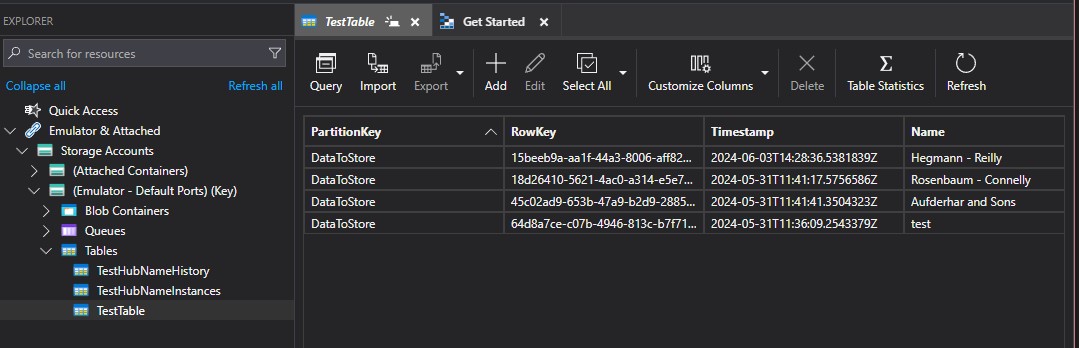 EXPLORER
Search for resources
Collapse all Refresh all
Quick Access
Emulator & Attached
Storage Accounts
(Attached Containers)
(Emulator - Default Ports) (Key)
Blob Containers
Queues
Tables
TestHubNameHistory
TestHubNameInstances
TestTable
TestTable Get Started
Query Import Export Add Edit Select All Customize Columns Delete Table Statistics Refresh
PartitionKey RowKey Timestamp Name
DataToStore 15beeb9a-aa1f-44a3-8006-aff82... 2024-06-03T14:28:36.5381839Z Hegmann - Reilly
DataToStore 18d26410-5621-4ac0-a314-e5e7... 2024-05-31T11:41:17.5756586Z Rosenbaum - Connelly
DataToStore 45c02ad9-653b-47a9-b2d9-2885... 2024-05-31T11:41:41.3504323Z Aufderhar and Sons
DataToStore 64d8a7ce-c07b-4946-813c-b7f71... 2024-05-31T11:36:09.2543379Z test